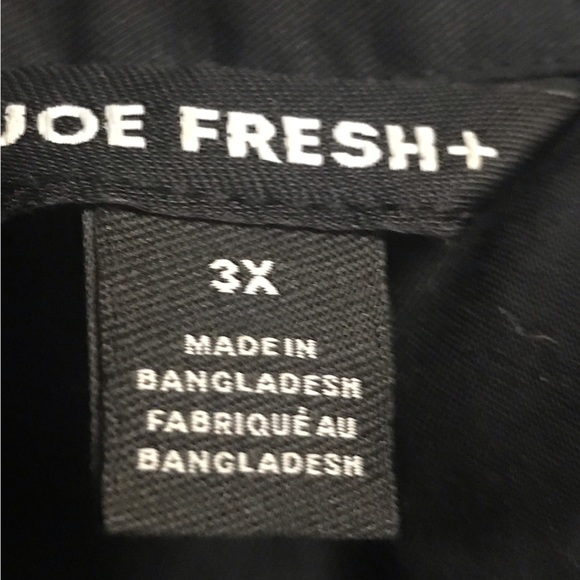 JOE FRESH+
3X
MADE IN
BANGLADESH
FABRIQUÉ AU
BANGLADESH